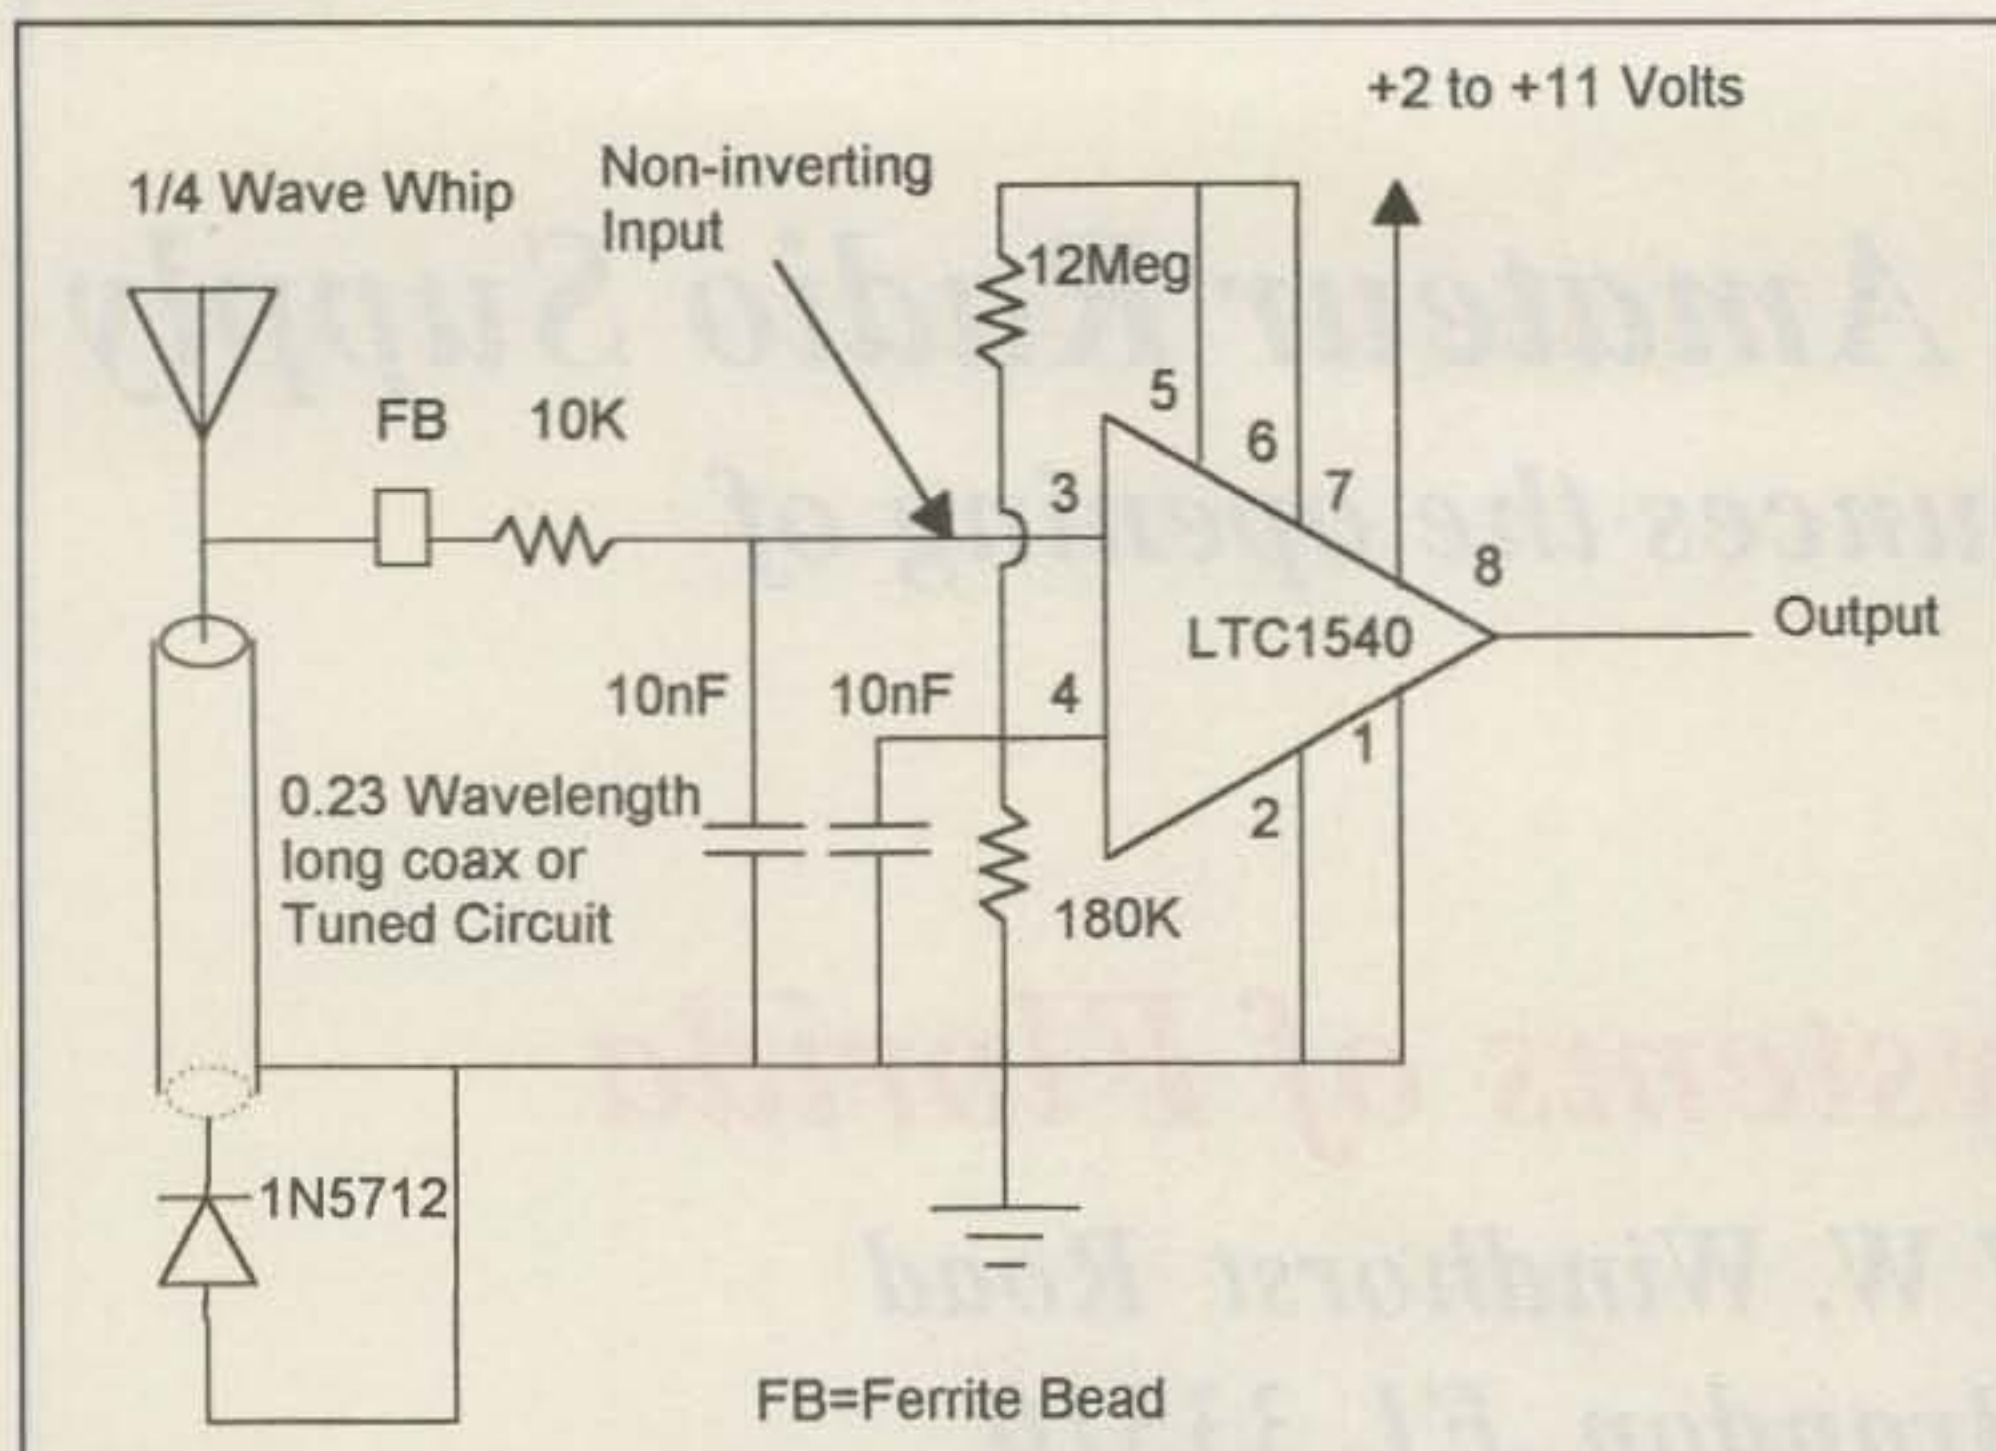 +2 to +11 Volts
1/4 Wave Whip
Non-inverting
Input
12Meg
FB
10K
5
6
7
3
8
Output
LTC1540
10nF
10nF
4
1
2
0.23 Wavelength
long coax or
Tuned Circuit
180K
1N5712
FB=Ferrite Bead